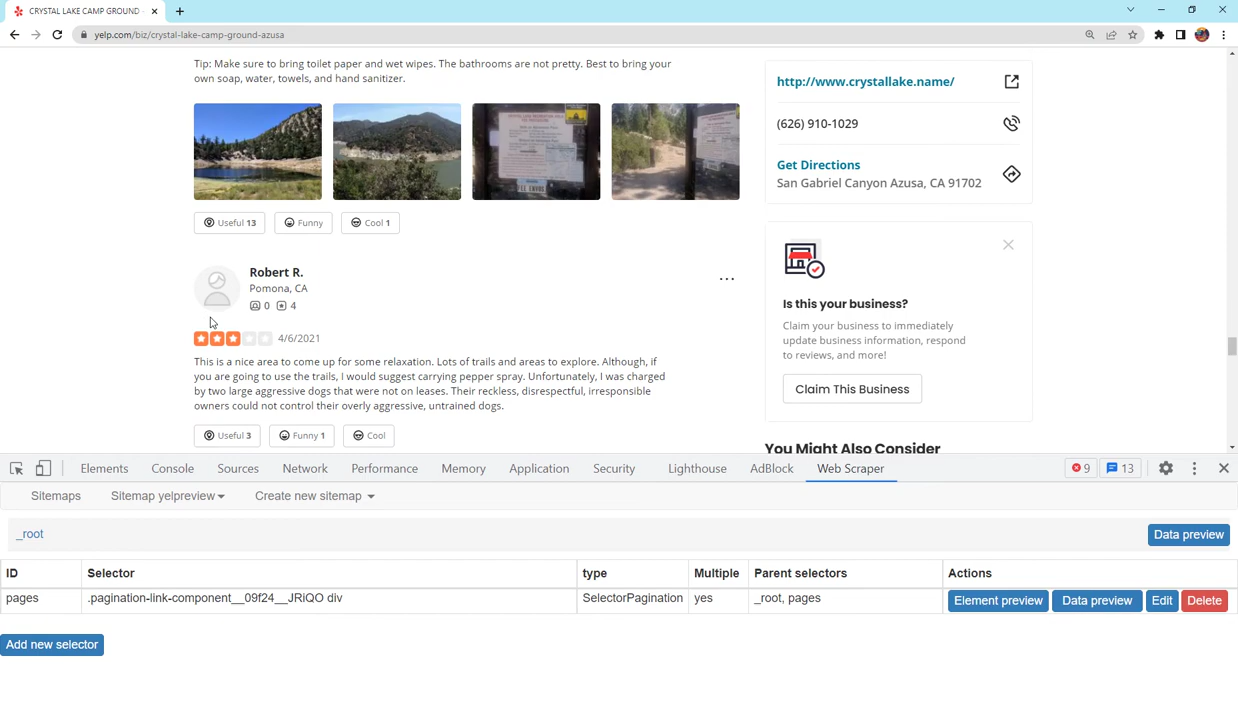 CRYSTAL LAKE CAMP GROUND -
yelp.com/biz/crystal-lake-camp-ground-azusa
Tip: Make sure to bring toilet paper and wet wipes. The bathrooms are not pretty. Best to bring
your own soap, water, towels, and hand sanitizer.
Useful 13
Funny
Cool 1
Robert R.
Pomona, CA
0
4
4/6/2021
This is a nice area to come up for some relaxation. Lots of trails and areas to explore. Although, if
you are going to use the trails, I would suggest carrying pepper spray. Unfortunately, I was charged
by two large aggressive dogs that were not on leases. Their reckless, disrespectful, irresponsible
owners could not control their overly aggressive, untrained dogs.
Useful 3
Funny 1
Cool
http://www.crystallake.name/
(626) 910-1029
Get Directions
San Gabriel Canyon Azusa, CA 91702
Is this your business?
Claim your business to immediately
update business information, respond
to reviews, and more!
Claim This Business
You Might Also Consider
Elements
Console
Sources
Network
Performance
Memory
Application
Security
Lighthouse
AdBlock
Web Scraper
9
13
Sitemaps
Sitemap yelpreview
Create new sitemap
_root
Data preview
ID
Selector
type
Multiple
Parent selectors
Actions
pages
.pagination-link-component__09f24__JRiQO div
SelectorPagination
yes
_root, pages
Element preview
Data preview
Edit
Delete
Add new selector